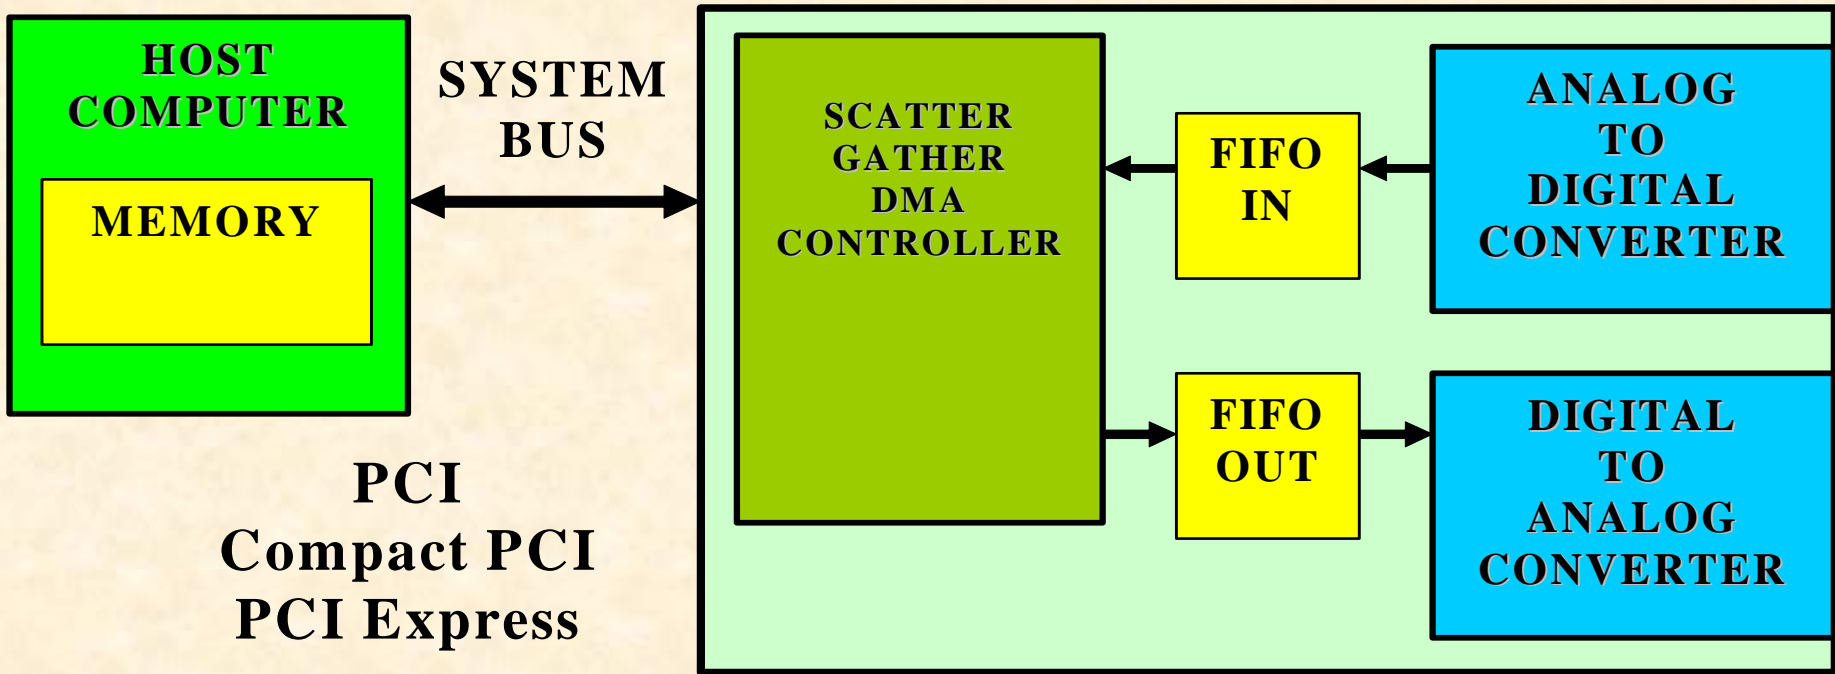 HOST
COMPUTER
MEMORY
SYSTEM
BUS
PCI
Compact PCI
PCI Express
SCATTER
GATHER
DMA
CONTROLLER
FIFO
IN
ANALOG
TO
DIGITAL
CONVERTER
FIFO
OUT
DIGITAL
TO
ANALOG
CONVERTER